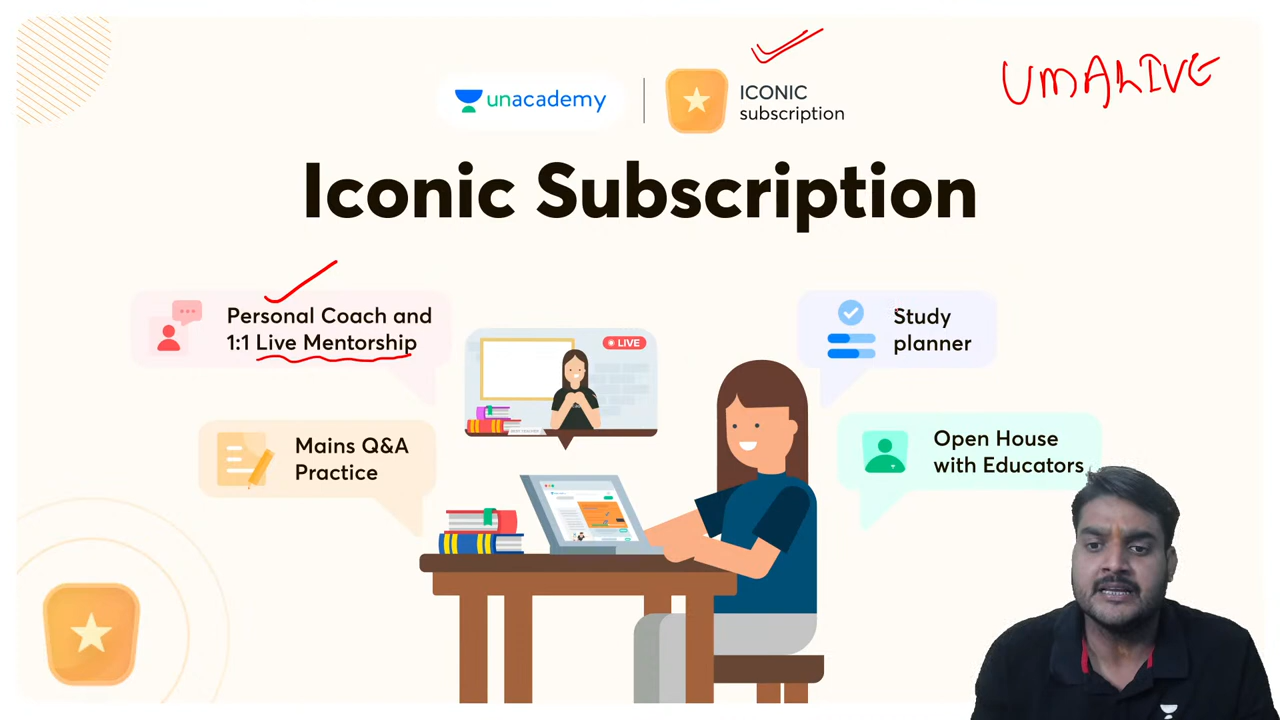 unacademy
ICONIC
subscription
UMALIVE
Iconic Subscription
Personal Coach and
1:1 Live Mentorship
Study
planner
LIVE
Mains Q&A
Practice
Open House
with Educators